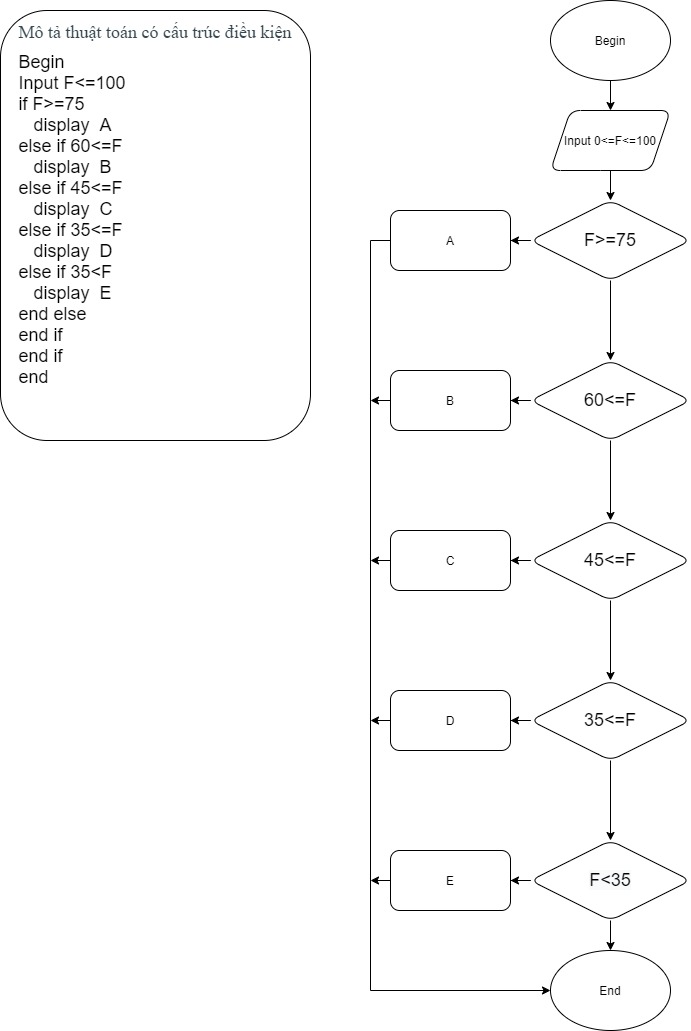 Mô tả thuật toán có cấu trúc điều kiện
Begin
Input F<=100
if F>=75
display A
else if 60<=F
display B
else if 45<=F
display C
else if 35<=F
display D
else if 35<F
display E
end else
end if
end if
end
Begin
Input 0<=F<=100
A
F>=75
B
60<=F
C
45<=F
D
35<=F
E
F<35
End